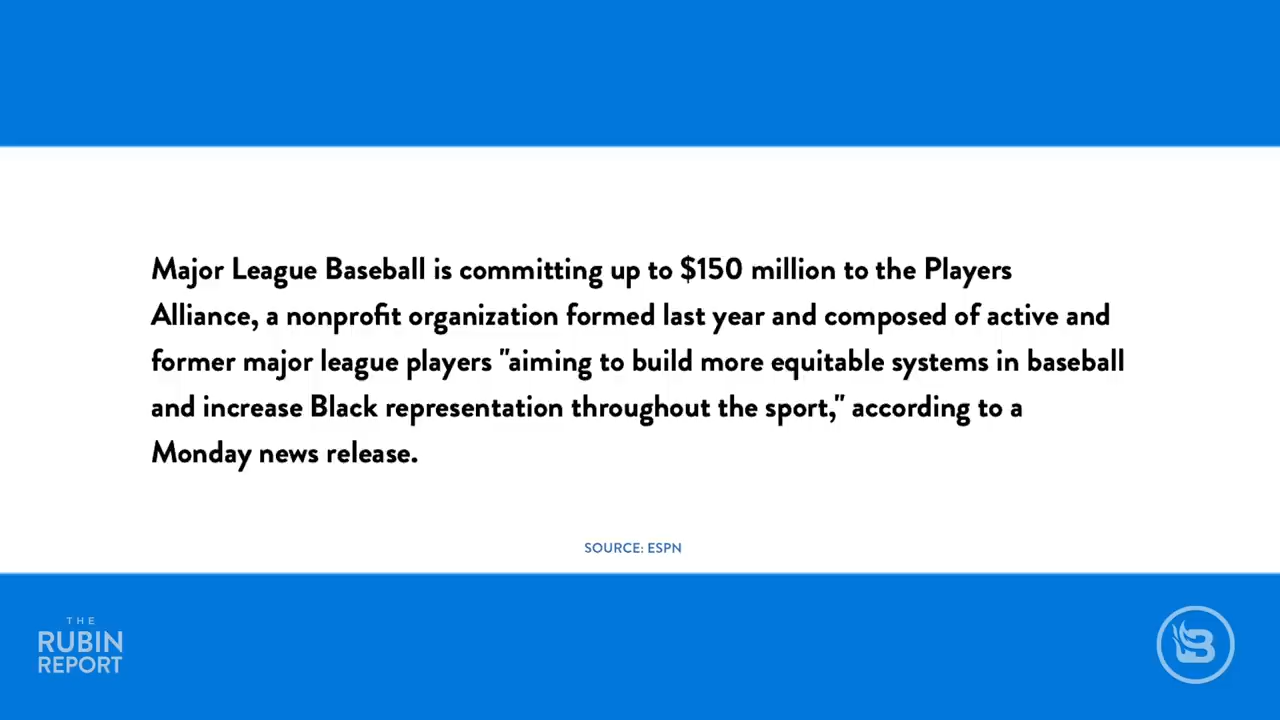 Major League Baseball is committing up to $150 million to the Players
Alliance, a nonprofit organization formed last year and composed of active and
former major league players "aiming to build more equitable systems in baseball
and increase Black representation throughout the sport," according to a
Monday news release.
SOURCE: ESPN
THE
RUBIN
REPORT
B